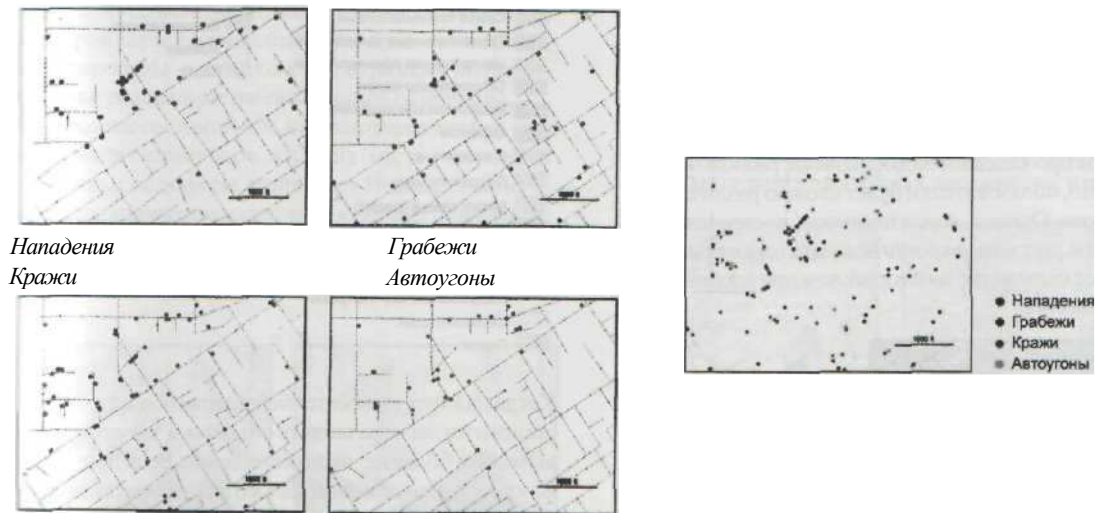 Нападения Грабежи
Кражи Автоугоны
Нападения
Грабежи
Кражи
Автоугоны